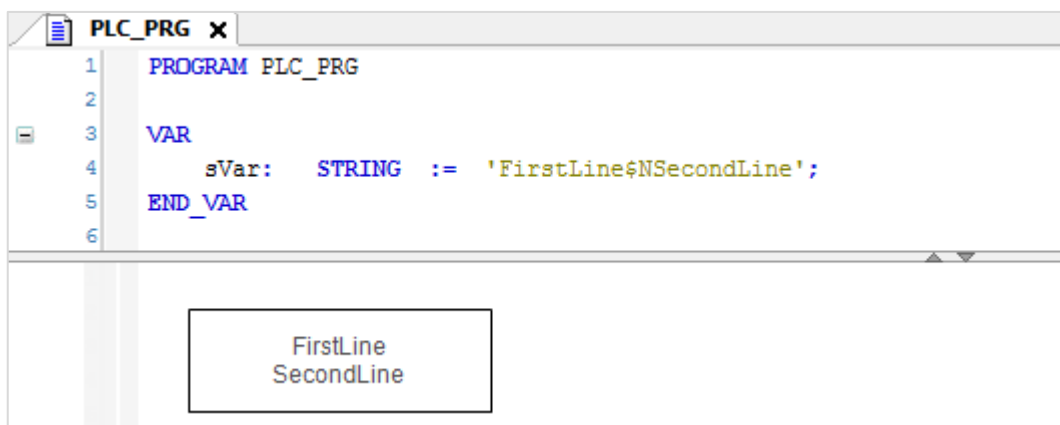 PLC_PRG X
1 PROGRAM PLC_PRG
2
3 VAR
4 sVar: STRING := 'FirstLine$NSecondLine';
5 END_VAR
6
FirstLine
SecondLine